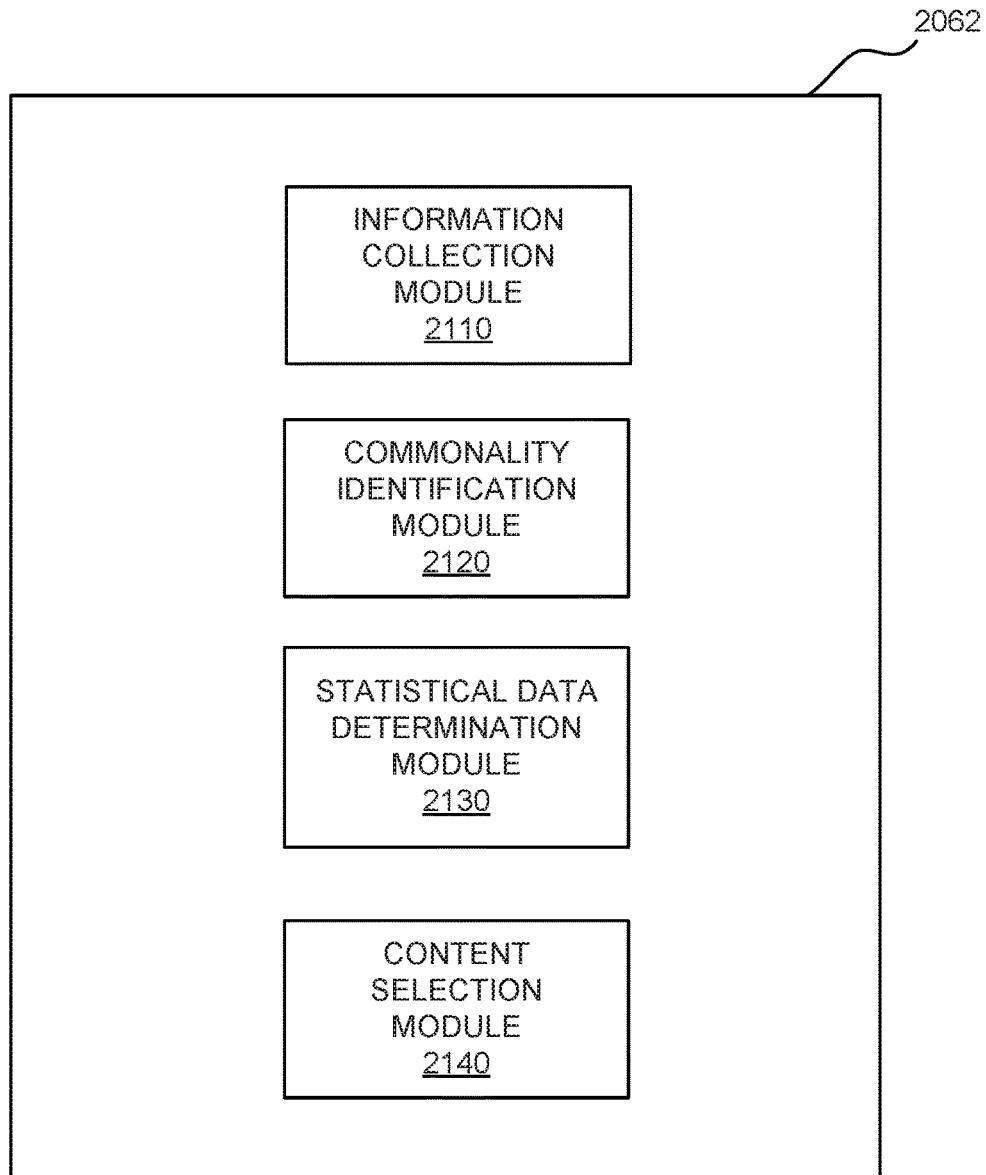 2062
INFORMATION
COLLECTION
MODULE
2110
COMMONALITY
IDENTIFICATION
MODULE
2120
STATISTICAL DATA
DETERMINATION
MODULE
2130
CONTENT
SELECTION
MODULE
2140